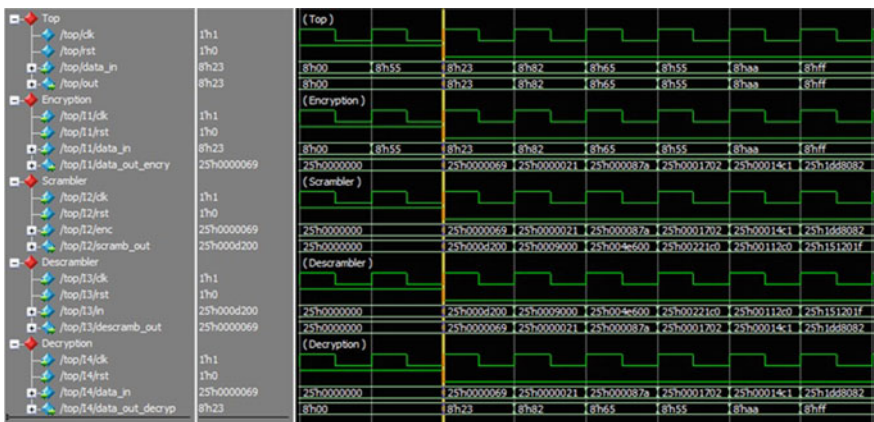 Top (Top)
/top/clk 1'h1
/top/rst 1'h0
/top/data_in 8'h23 8'h00 8'h55 8'h23 8'h82 8'h65 8'h55 8'haa 8'hff
/top/out 8'h23 8'h00 8'h23 8'h82 8'h65 8'h55 8'haa 8'hff
Encryption (Encryption)
/top/I1/clk 1'h1
/top/I1/rst 1'h0
/top/I1/data_in 8'h23 8'h00 8'h55 8'h23 8'h82 8'h65 8'h55 8'haa 8'hff
/top/I1/data_out_encry 25'h0000069 25'h0000000 25'h0000069 25'h0000021 25'h000087a 25'h0001702 25'h00014c1 25'h1dd8082
Scrambler (Scrambler)
/top/I2/clk 1'h1
/top/I2/rst 1'h0
/top/I2/enc 25'h0000069 25'h0000000 25'h0000069 25'h0000021 25'h000087a 25'h0001702 25'h00014c1 25'h1dd8082
/top/I2/scramb_out 25'h000d200 25'h0000000 25'h000d200 25'h0009000 25'h004e600 25'h00221c0 25'h00112c0 25'h151201f
Descrambler (Descrambler)
/top/I3/clk 1'h1
/top/I3/rst 1'h0
/top/I3/in 25'h000d200 25'h0000000 25'h000d200 25'h0009000 25'h004e600 25'h00221c0 25'h00112c0 25'h151201f
/top/I3/descramb_out 25'h0000069 25'h0000000 25'h0000069 25'h0000021 25'h000087a 25'h0001702 25'h00014c1 25'h1dd8082
Decryption (Decryption)
/top/I4/clk 1'h1
/top/I4/rst 1'h0
/top/I4/data_in 25'h0000069 25'h0000000 25'h0000069 25'h0000021 25'h000087a 25'h0001702 25'h00014c1 25'h1dd8082
/top/I4/data_out_decryp 8'h23 8'h00 8'h23 8'h82 8'h65 8'h55 8'haa 8'hff